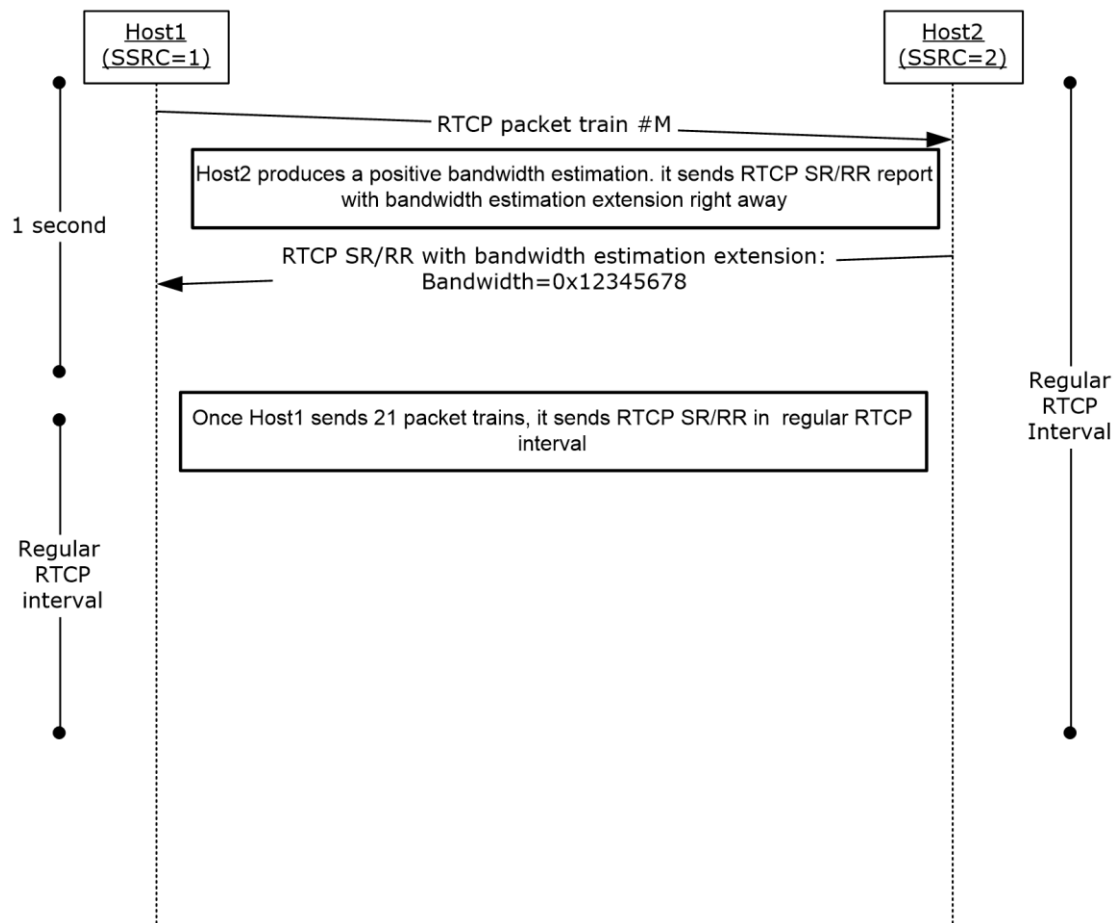 Host1
(SSRC=1)
Host2
(SSRC=2)
RTCP packet train #M
Host2 produces a positive bandwidth estimation. it sends RTCP SR/RR report
with bandwidth estimation extension right away
1 second
RTCP SR/RR with bandwidth estimation extension:
Bandwidth=0x12345678
Regular
RTCP
Interval
Once Host1 sends 21 packet trains, it sends RTCP SR/RR in regular RTCP
interval
Regular
RTCP
interval